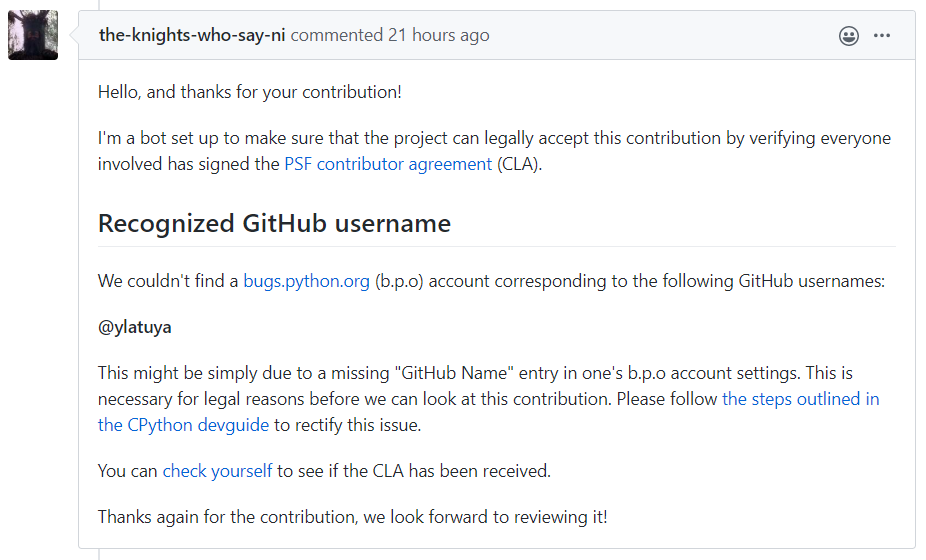 the-knights-who-say-ni commented 21 hours ago
Hello, and thanks for your contribution!
I'm a bot set up to make sure that the project can legally accept this contribution by verifying everyone
involved has signed the PSF contributor agreement (CLA).
Recognized GitHub username
We couldn't find a bugs.python.org (b.p.o) account corresponding to the following GitHub usernames:
@ylatuya
This might be simply due to a missing "GitHub Name" entry in one's b.p.o account settings. This is
necessary for legal reasons before we can look at this contribution. Please follow the steps outlined in
the CPython devguide to rectify this issue.
You can check yourself to see if the CLA has been received.
Thanks again for the contribution, we look forward to reviewing it!